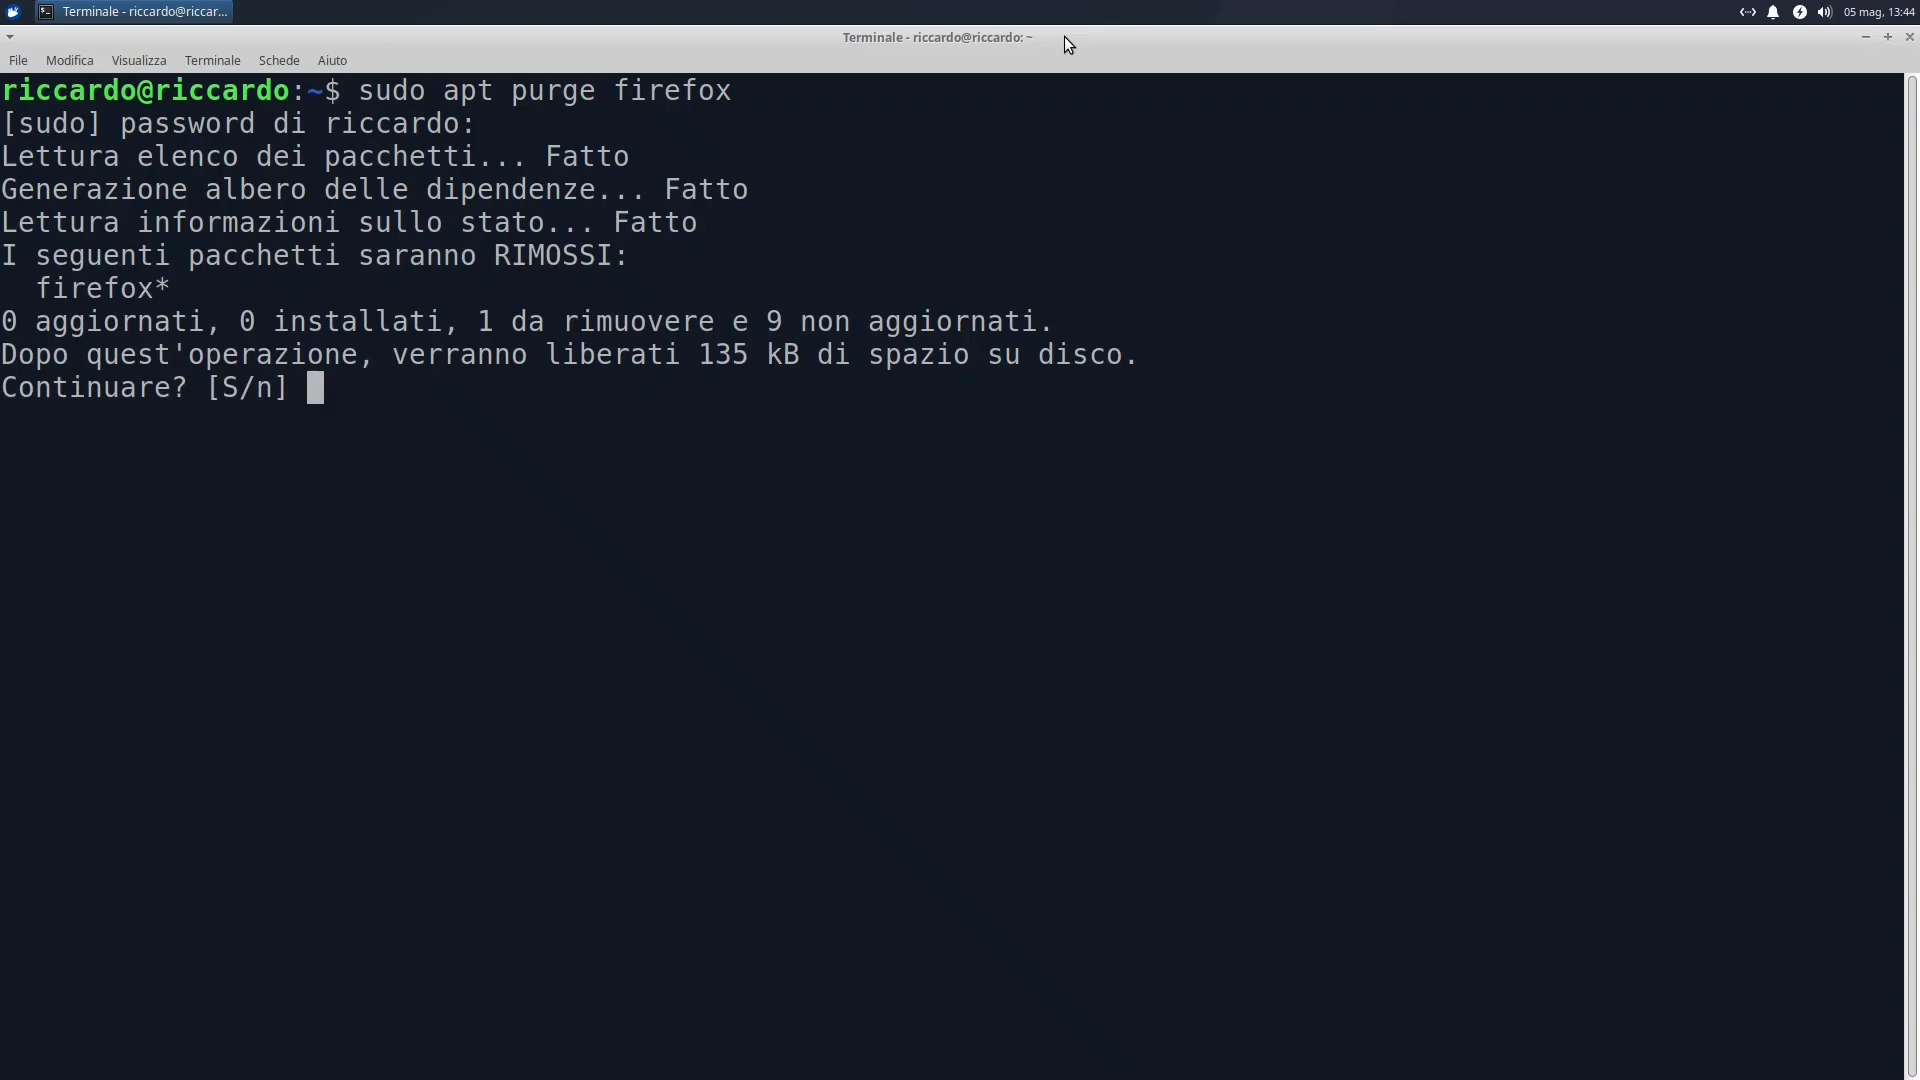 Terminale - riccardo@riccar...
05 mag, 13:44
Terminale - riccardo@riccardo: ~
File Modifica Visualizza Terminale Schede Aiuto
riccardo@riccardo:~$ sudo apt purge firefox
[sudo] password di riccardo:
Lettura elenco dei pacchetti... Fatto
Generazione albero delle dipendenze... Fatto
Lettura informazioni sullo stato... Fatto
I seguenti pacchetti saranno RIMOSSI:
firefox*
0 aggiornati, 0 installati, 1 da rimuovere e 9 non aggiornati.
Dopo quest'operazione, verranno liberati 135 kB di spazio su disco.
Continuare? [S/n]